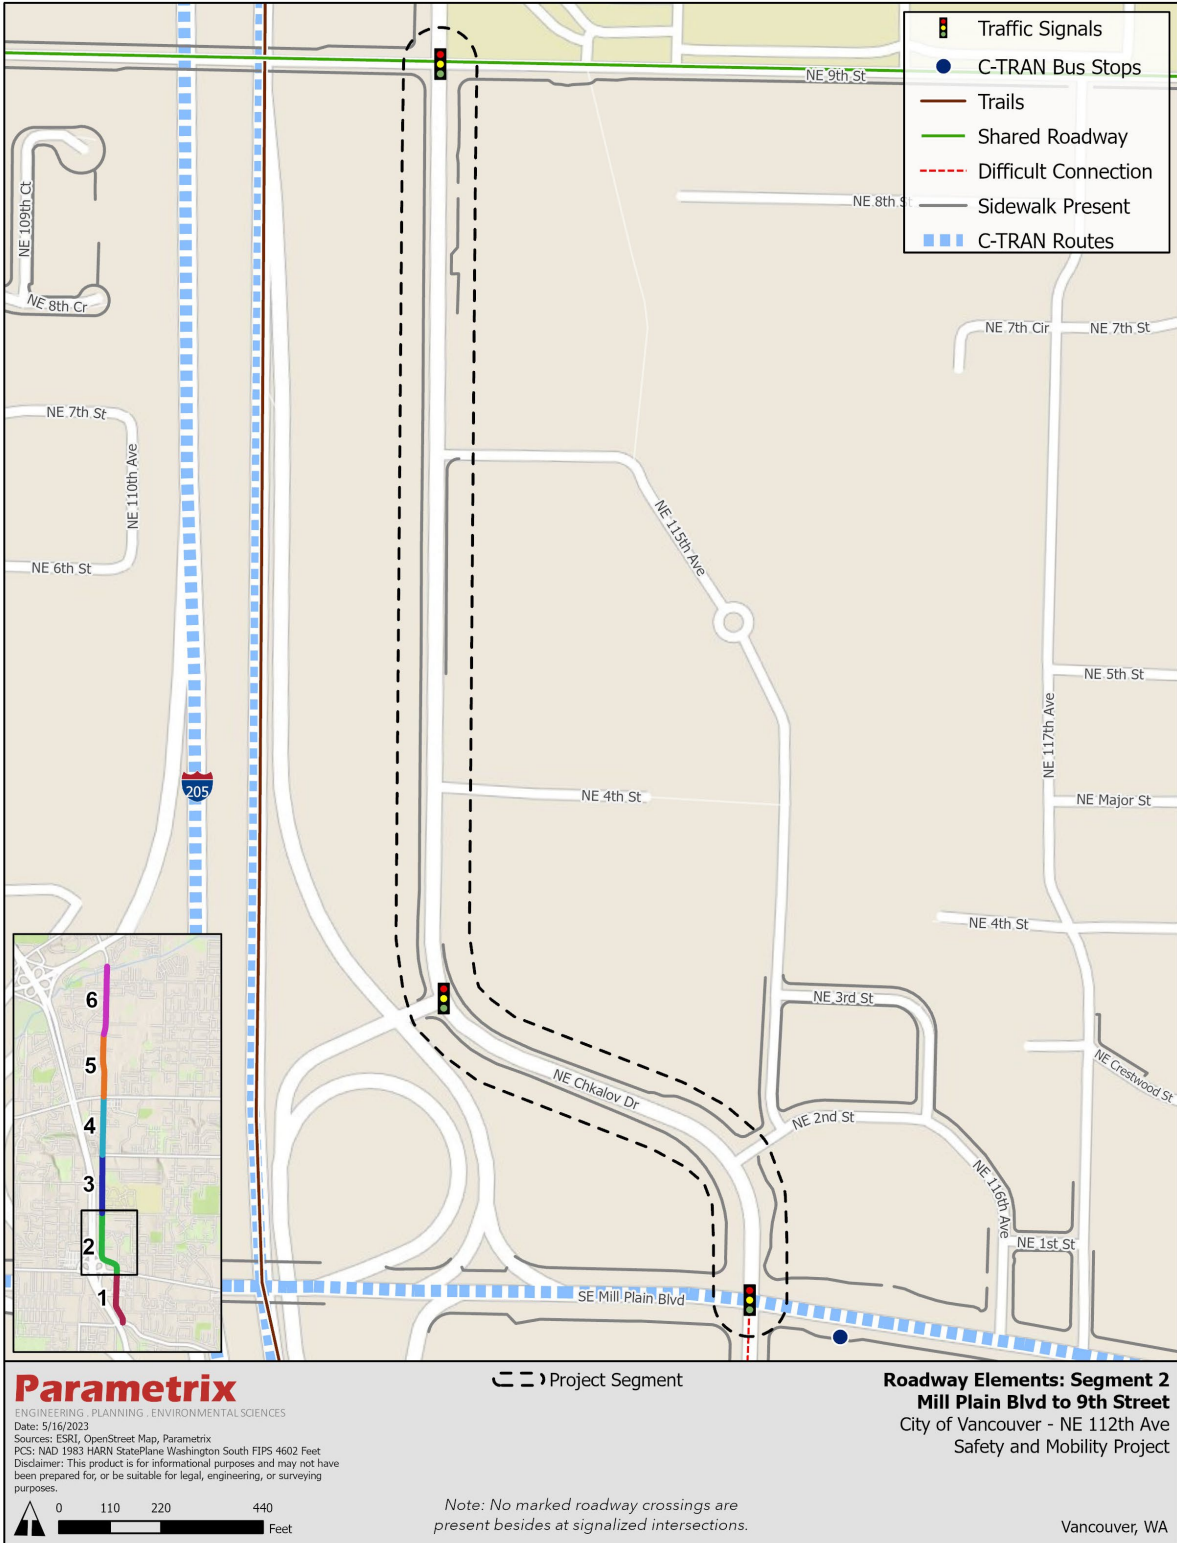 Traffic Signals
C-TRAN Bus Stops
Trails
Shared Roadway
Difficult Connection
Sidewalk Present
C-TRAN Routes
NE 9th St
NE 8th St
NE 109th Ct
NE 8th Cr
NE 7th Cir
NE 7th St
NE 7th St
NE 110th Ave
NE 6th St
NE 115th Ave
NE 5th St
NE 117th Ave
205
NE 4th St
NE Major St
NE 4th St
NE 3rd St
NE Crestwood St
NE Chkalov Dr
NE 2nd St
NE 116th Ave
NE 1st St
SE Mill Plain Blvd
6
5
4
3
2
1
Parametrix
ENGINEERING . PLANNING . ENVIRONMENTAL SCIENCES
Date: 5/16/2023
Sources: ESRI, OpenStreet Map, Parametrix
PCS: NAD 1983 HARN StatePlane Washington South FIPS 4602 Feet
Disclaimer: This product is for informational purposes and may not have
been prepared for, or be suitable for legal, engineering, or surveying
purposes.
0 110 220 440
Feet
Project Segment
Note: No marked roadway crossings are
present besides at signalized intersections.
Roadway Elements: Segment 2
Mill Plain Blvd to 9th Street
City of Vancouver - NE 112th Ave
Safety and Mobility Project
Vancouver, WA